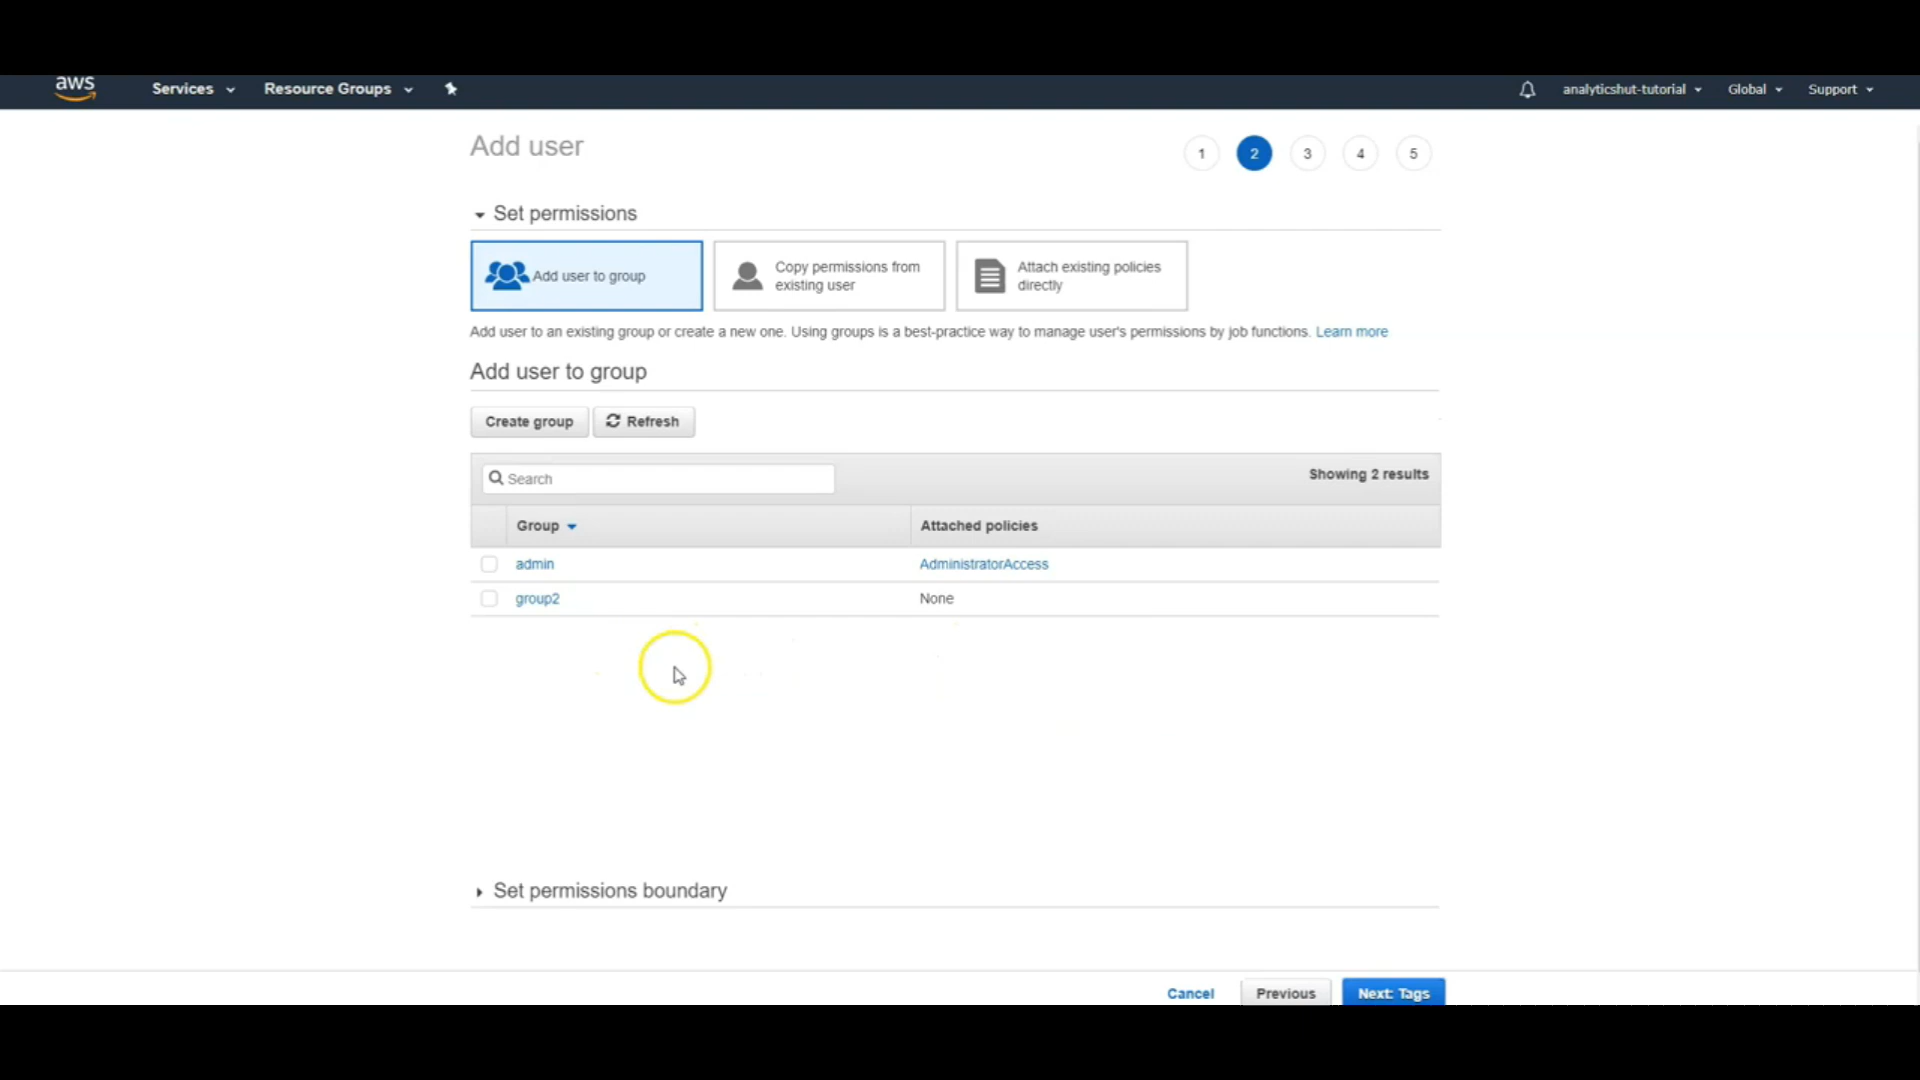 aws Services Resource Groups analyticshut-tutorial Global Support
Add user
1 2 3 4 5
Set permissions
Add user to group
Copy permissions from
existing user
Attach existing policies
directly
Add user to an existing group or create a new one. Using groups is a best-practice way to manage user's permissions by job functions. Learn more
Add user to group
Create group Refresh
Search
Showing 2 results
Group Attached policies
admin AdministratorAccess
group2 None
Set permissions boundary
Cancel Previous Next: Tags